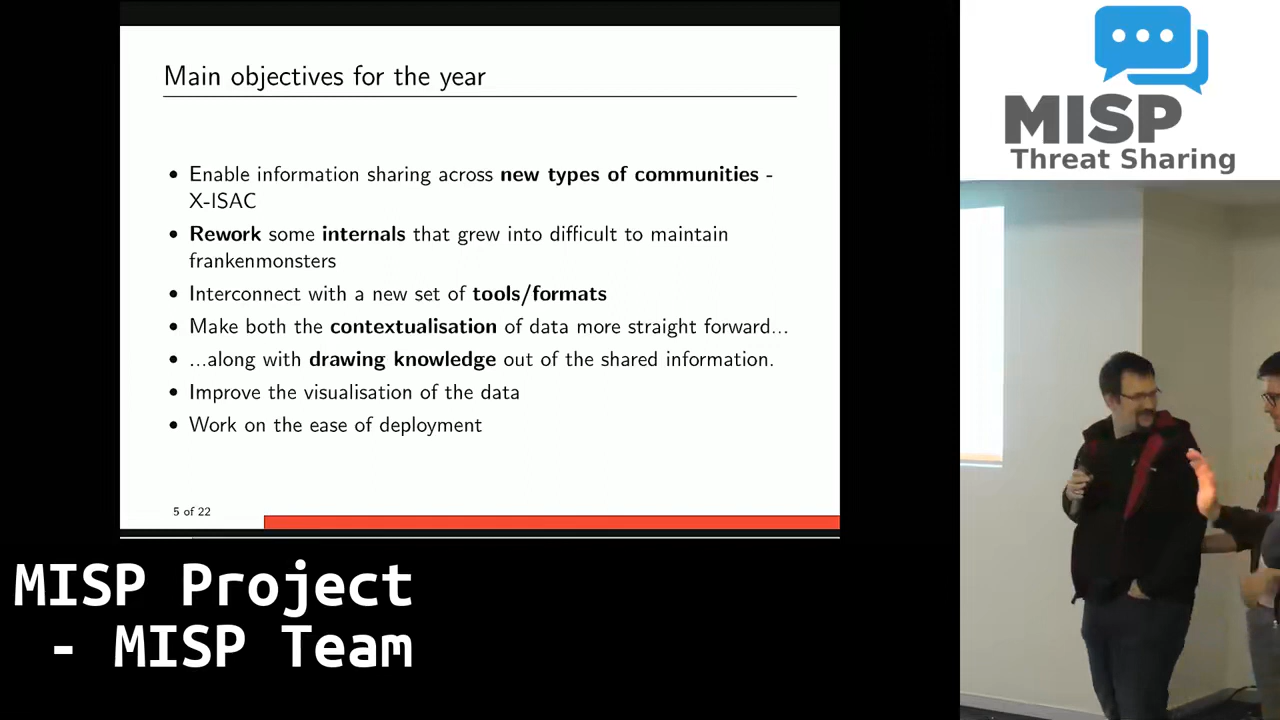 Main objectives for the year
• Enable information sharing across new types of communities -
X-ISAC
• Rework some internals that grew into difficult to maintain
frankenmonsters
• Interconnect with a new set of tools/formats
• Make both the contextualisation of data more straight forward...
• ...along with drawing knowledge out of the shared information.
• Improve the visualisation of the data
• Work on the ease of deployment
5 of 22
MISP Project
- MISP Team
MISP
Threat Sharing